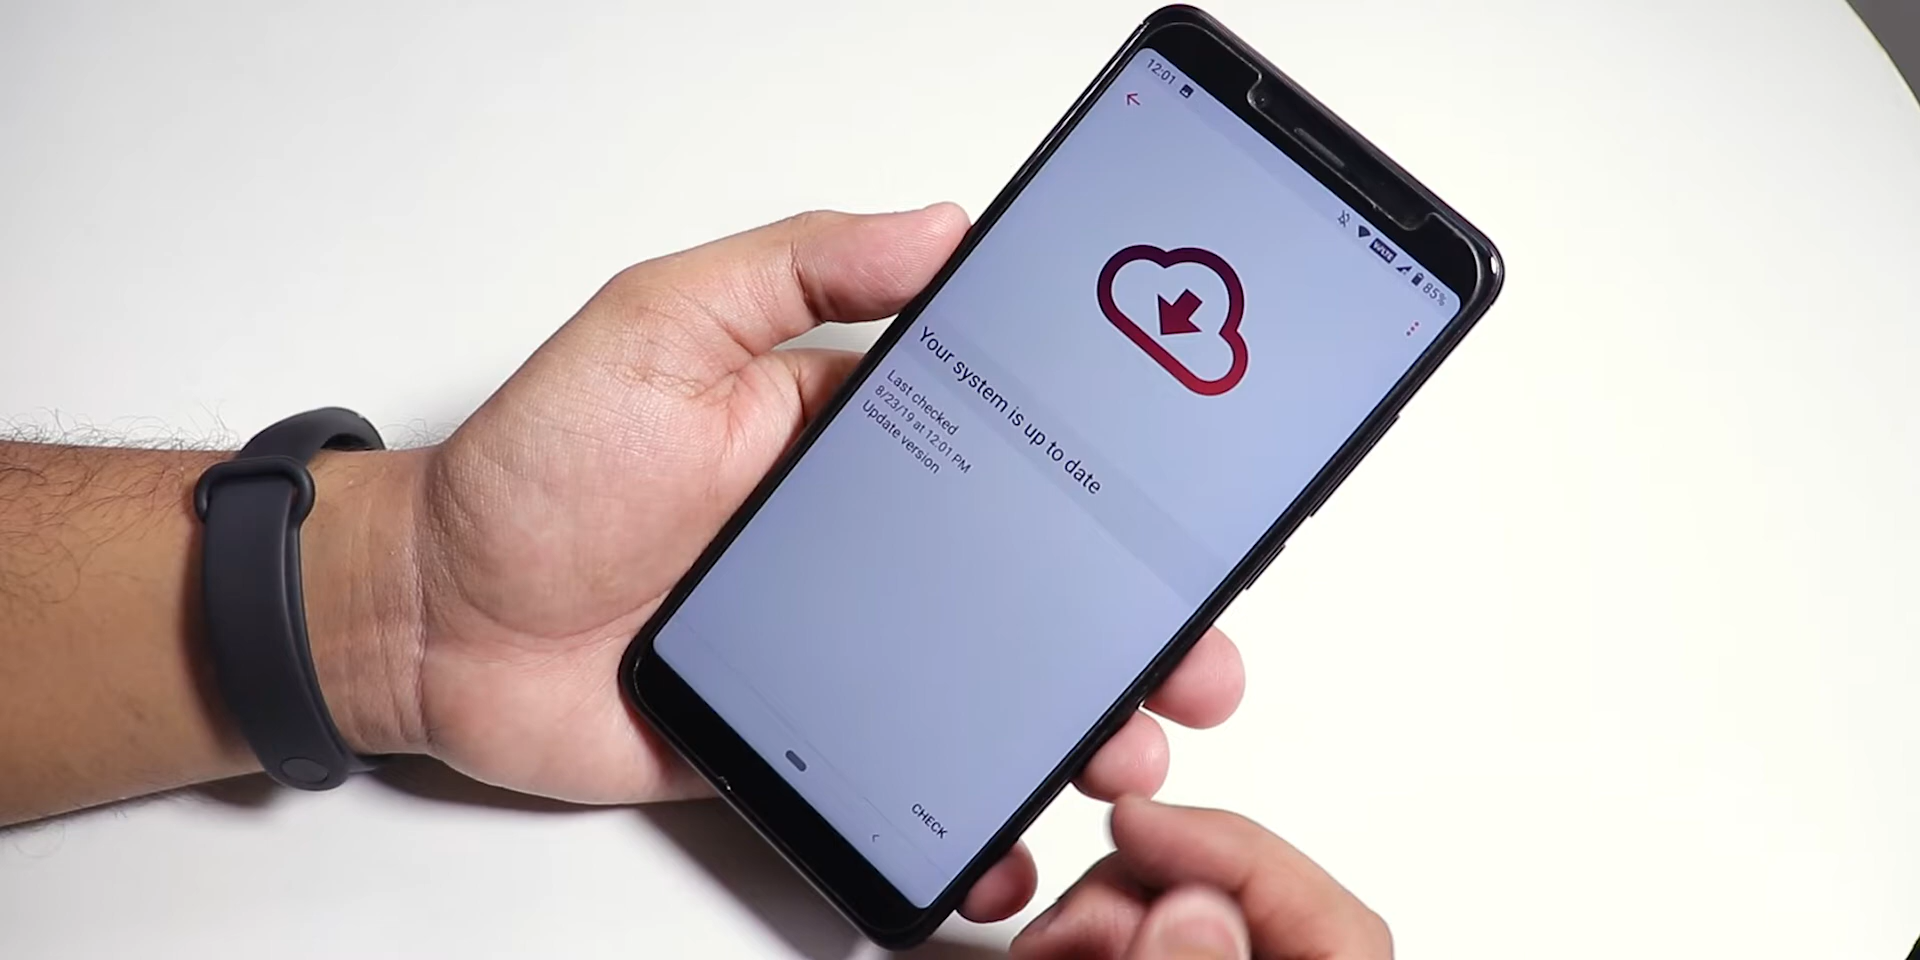 12:01
VoLTE
85%
Your system is up to date
Last checked
8/23/19 at 12:01 PM
Update version
CHECK